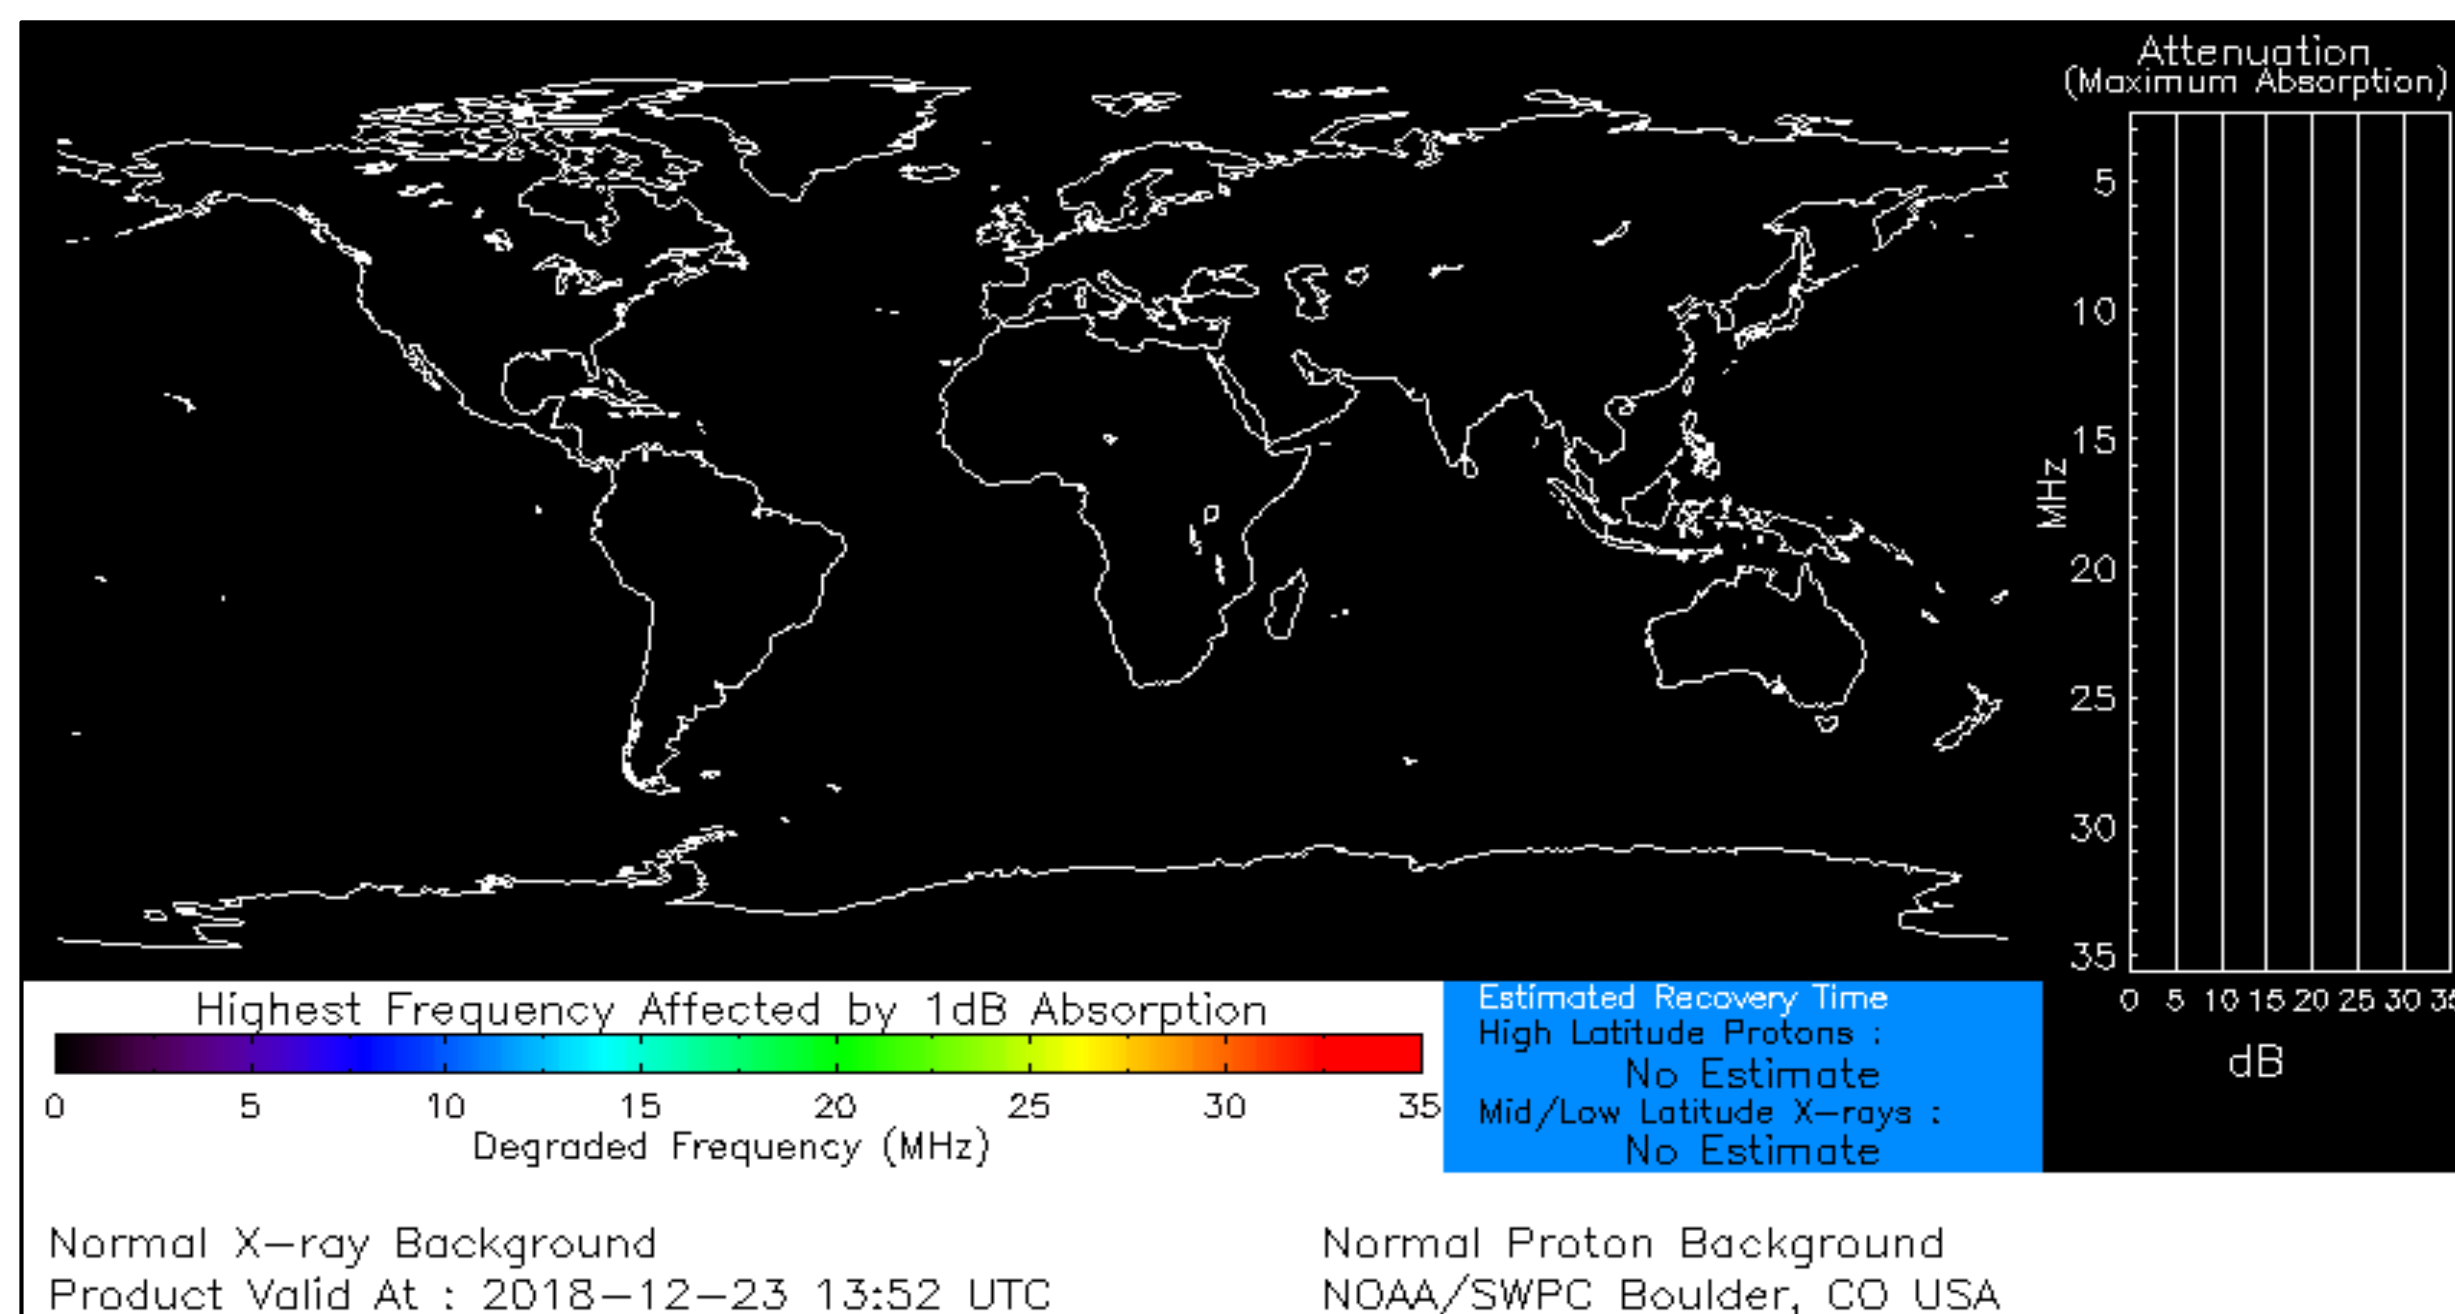 Attenuation
(Maximum Absorption)
5
10
15
20
25
30
35
MHz
0 5 10 15 20 25 30
dB
Highest Frequency Affected by 1dB Absorption
0 5 10 15 20 25 30 35
Degraded Frequency (MHz)
Estimated Recovery Time
High Latitude Protons :
No Estimate
Mid/Low Latitude X-rays :
No Estimate
Normal X-ray Background
Product Valid At : 2018-12-23 13:52 UTC
Normal Proton Background
NOAA/SWPC Boulder, CO USA